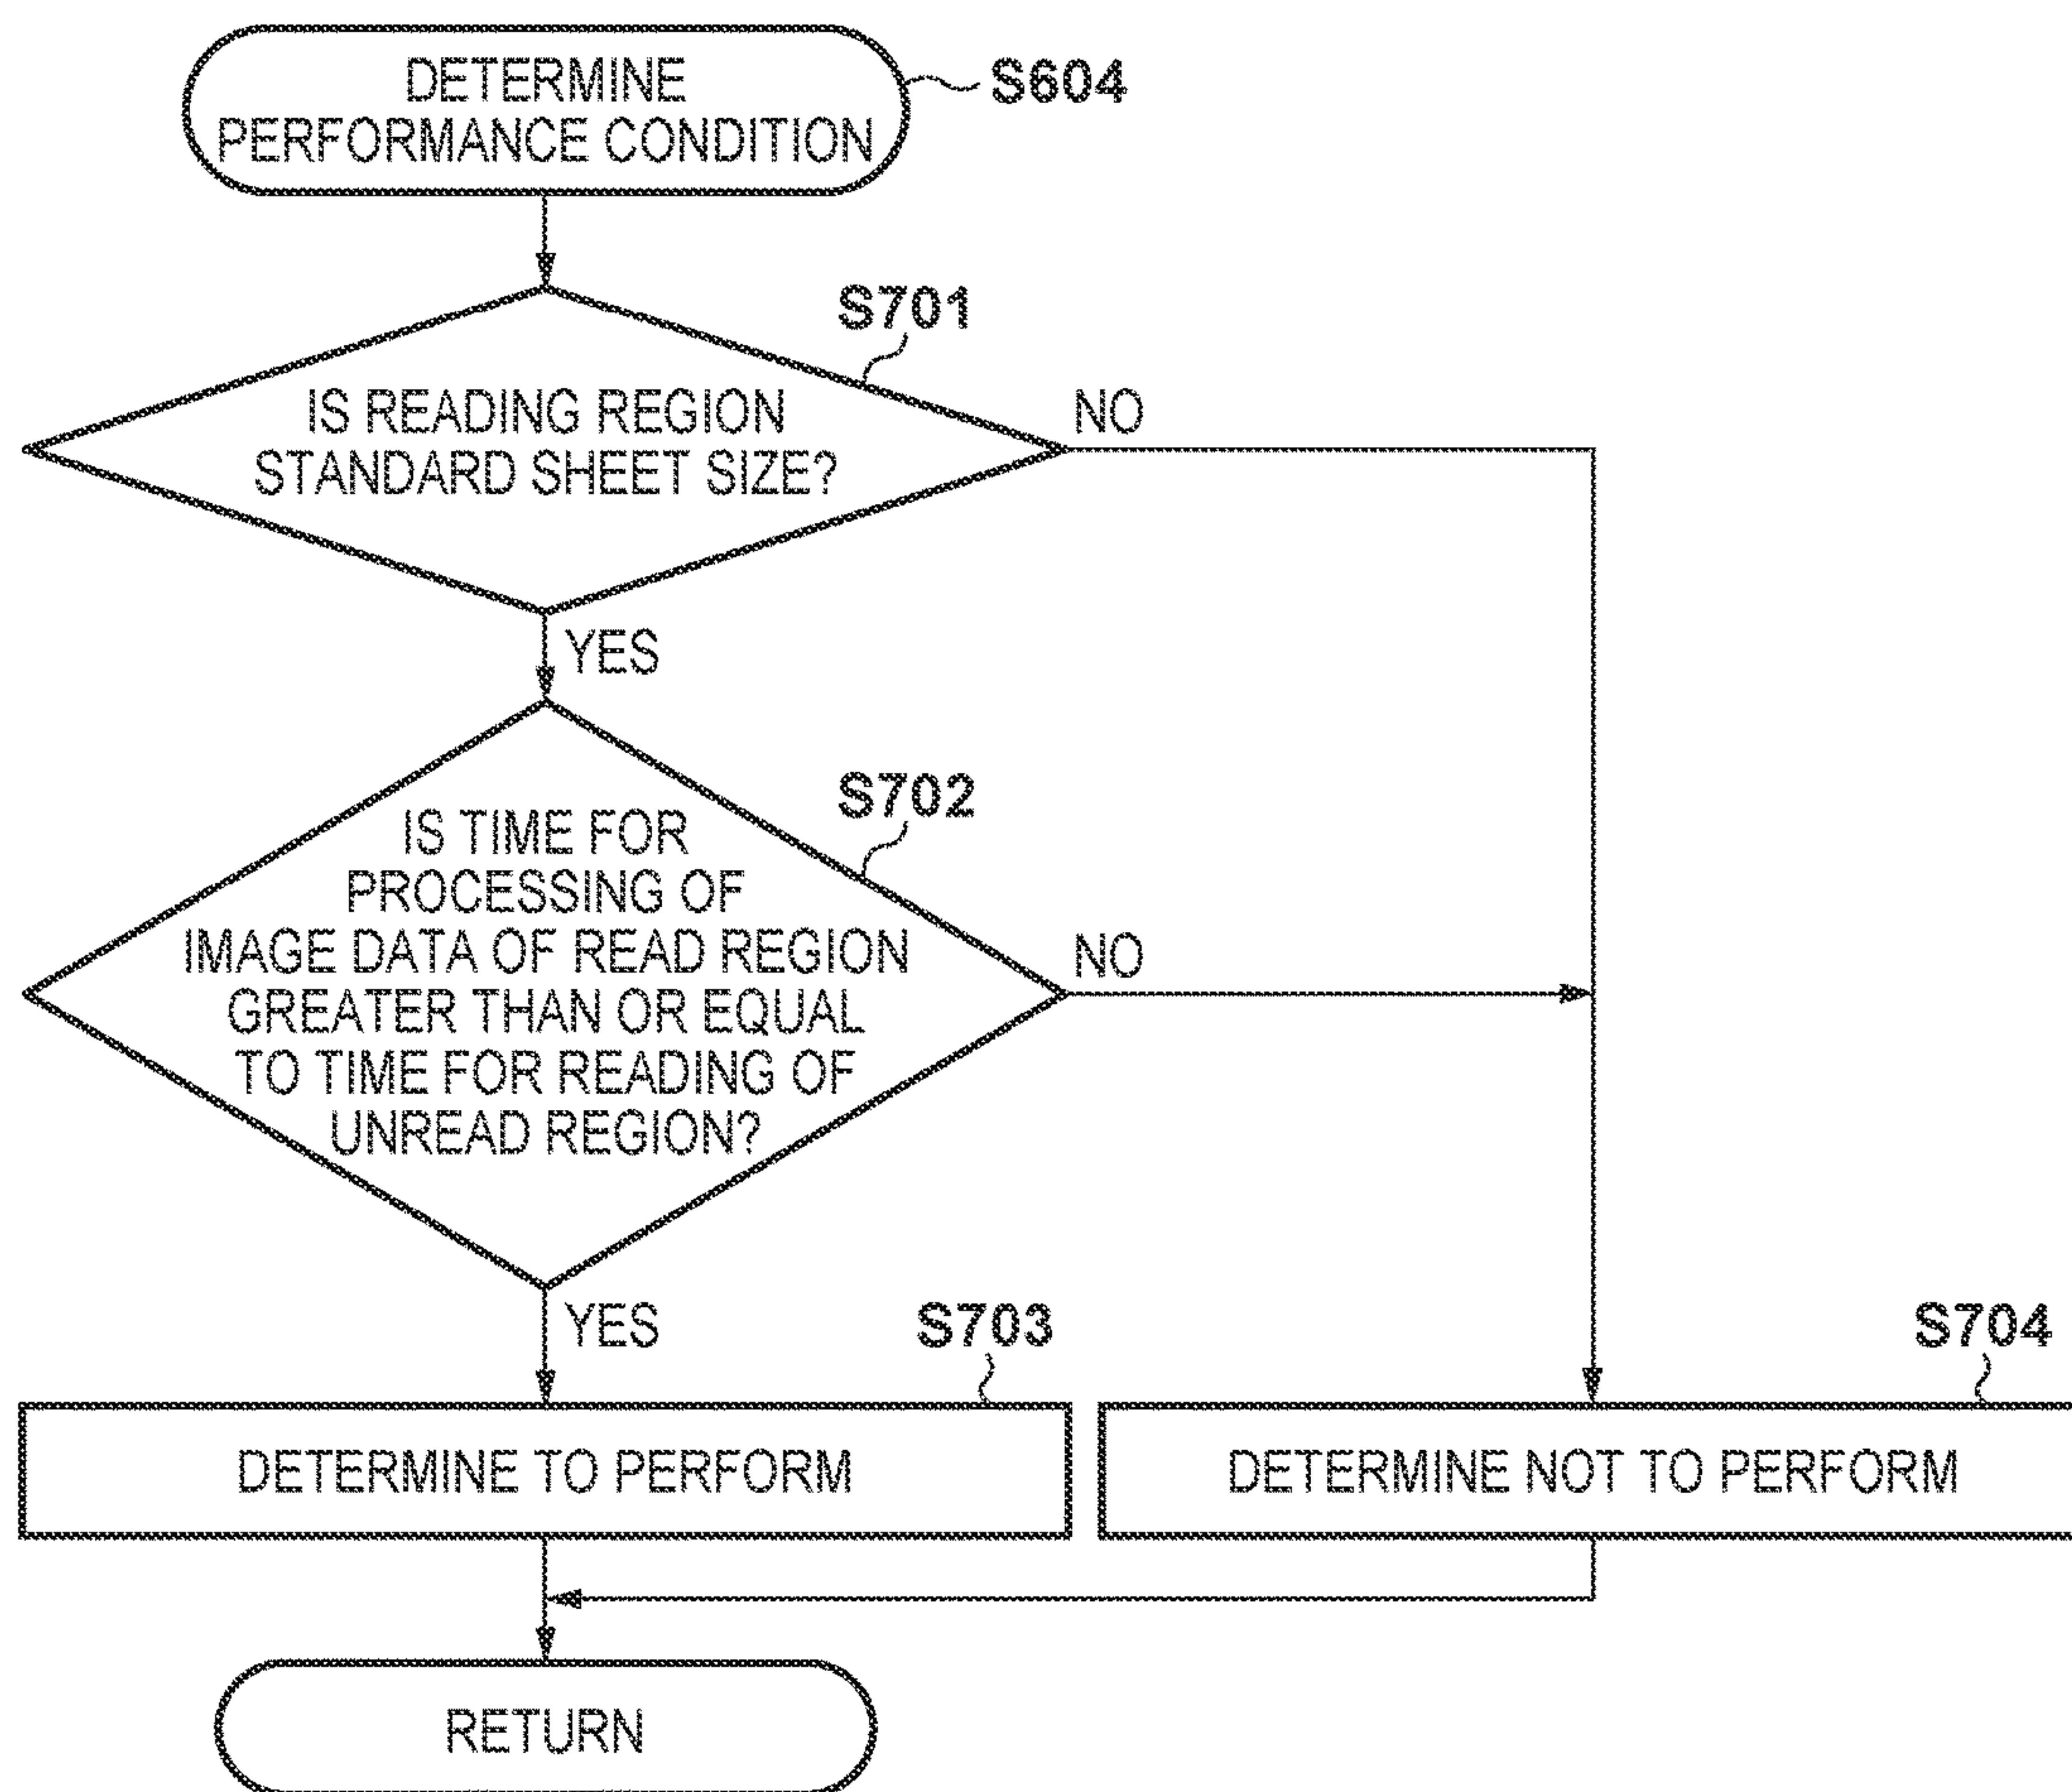 DETERMINE
PERFORMANCE CONDITION
S604
S701
IS READING REGION
STANDARD SHEET SIZE?
NO
YES
S702
IS TIME FOR
PROCESSING OF
IMAGE DATA OF READ REGION
GREATER THAN OR EQUAL
TO TIME FOR READING OF
UNREAD REGION?
NO
YES
S703
S704
DETERMINE TO PERFORM
DETERMINE NOT TO PERFORM
RETURN